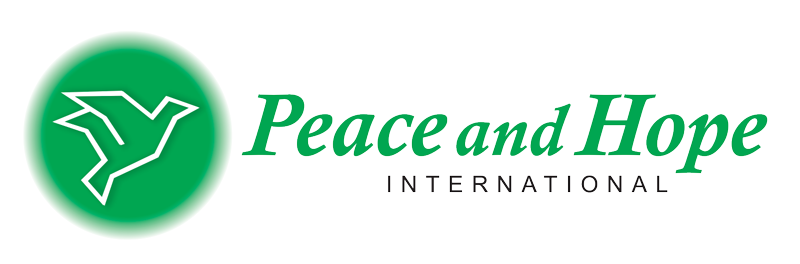 Peace and Hope
INTERNATIONAL